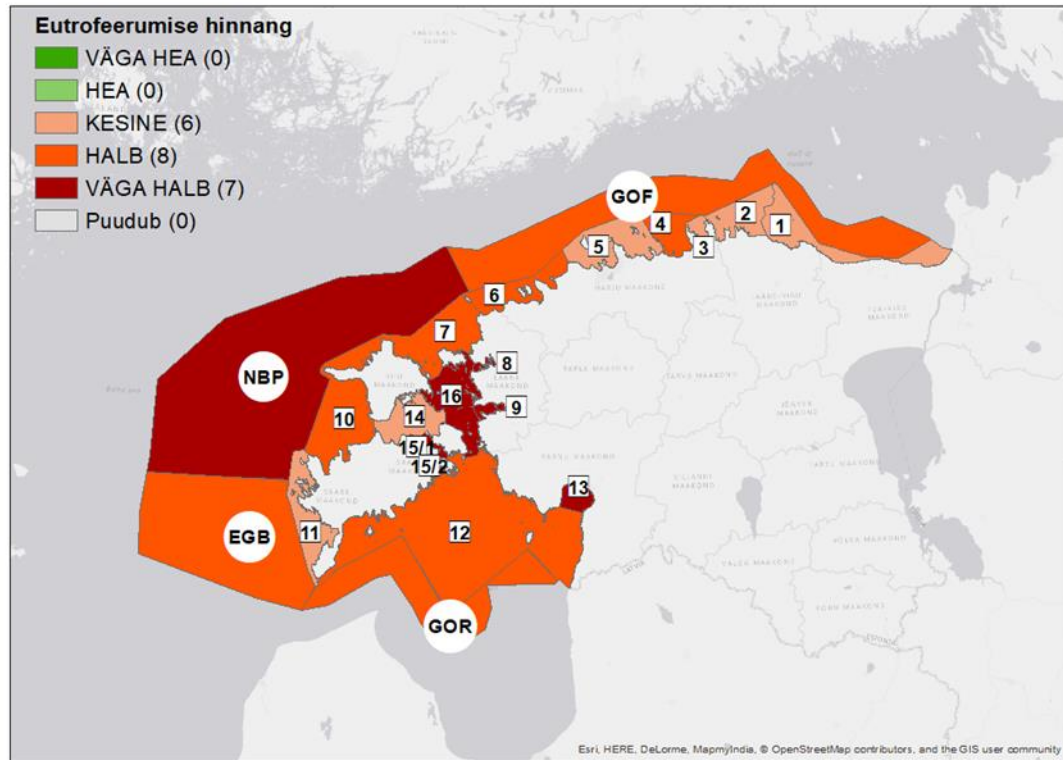 Eutrofeerumise hinnang
VÄGA HEA (0)
HEA (0)
KESINE (6)
HALB (8)
VÄGA HALB (7)
Puudub (0)
GOF
2
1
4
3
5
6
7
NBP
8
16
9
10
14
15/1
15/2
13
EGB
11
12
GOR
Esri, HERE, DeLorme, MapmyIndia, © OpenStreetMap contributors, and the GIS user community